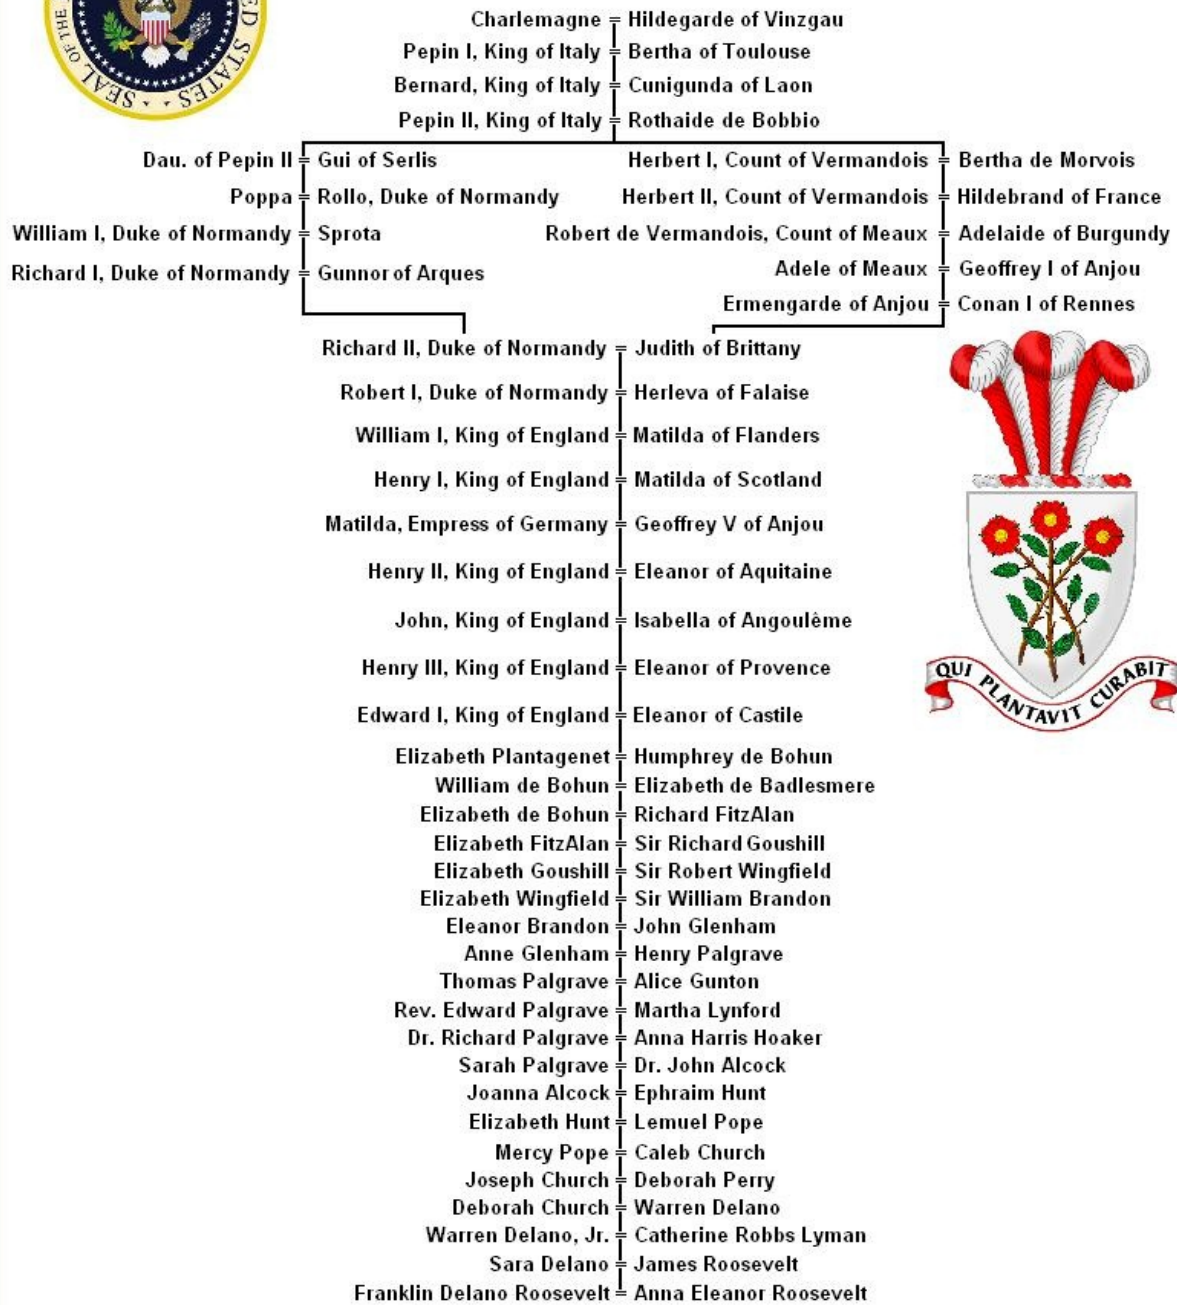 SEAL OF THE
ED STATES
Charlemagne = Hildegarde of Vinzgau
Pepin I, King of Italy = Bertha of Toulouse
Bernard, King of Italy = Cunigunda of Laon
Pepin II, King of Italy = Rothaide de Bobbio
Dau. of Pepin II = Gui of Serlis
Herbert I, Count of Vermandois = Bertha de Morvois
Poppa = Rollo, Duke of Normandy
Herbert II, Count of Vermandois = Hildebrand of France
William I, Duke of Normandy = Sprota
Robert de Vermandois, Count of Meaux = Adelaide of Burgundy
Richard I, Duke of Normandy = Gunnor of Arques
Adele of Meaux = Geoffrey I of Anjou
Ermengarde of Anjou = Conan I of Rennes
Richard II, Duke of Normandy = Judith of Brittany
Robert I, Duke of Normandy = Herleva of Falaise
William I, King of England = Matilda of Flanders
Henry I, King of England = Matilda of Scotland
Matilda, Empress of Germany = Geoffrey V of Anjou
Henry II, King of England = Eleanor of Aquitaine
John, King of England = Isabella of Angoulême
Henry III, King of England = Eleanor of Provence
Edward I, King of England = Eleanor of Castile
QUI PLANTAVIT CURABIT
Elizabeth Plantagenet = Humphrey de Bohun
William de Bohun = Elizabeth de Badlesmere
Elizabeth de Bohun = Richard FitzAlan
Elizabeth FitzAlan = Sir Richard Goushill
Elizabeth Goushill = Sir Robert Wingfield
Elizabeth Wingfield = Sir William Brandon
Eleanor Brandon = John Glenham
Anne Glenham = Henry Palgrave
Thomas Palgrave = Alice Gunton
Rev. Edward Palgrave = Martha Lynford
Dr. Richard Palgrave = Anna Harris Hoaker
Sarah Palgrave = Dr. John Alcock
Joanna Alcock = Ephraim Hunt
Elizabeth Hunt = Lemuel Pope
Mercy Pope = Caleb Church
Joseph Church = Deborah Perry
Deborah Church = Warren Delano
Warren Delano, Jr. = Catherine Robbs Lyman
Sara Delano = James Roosevelt
Franklin Delano Roosevelt = Anna Eleanor Roosevelt